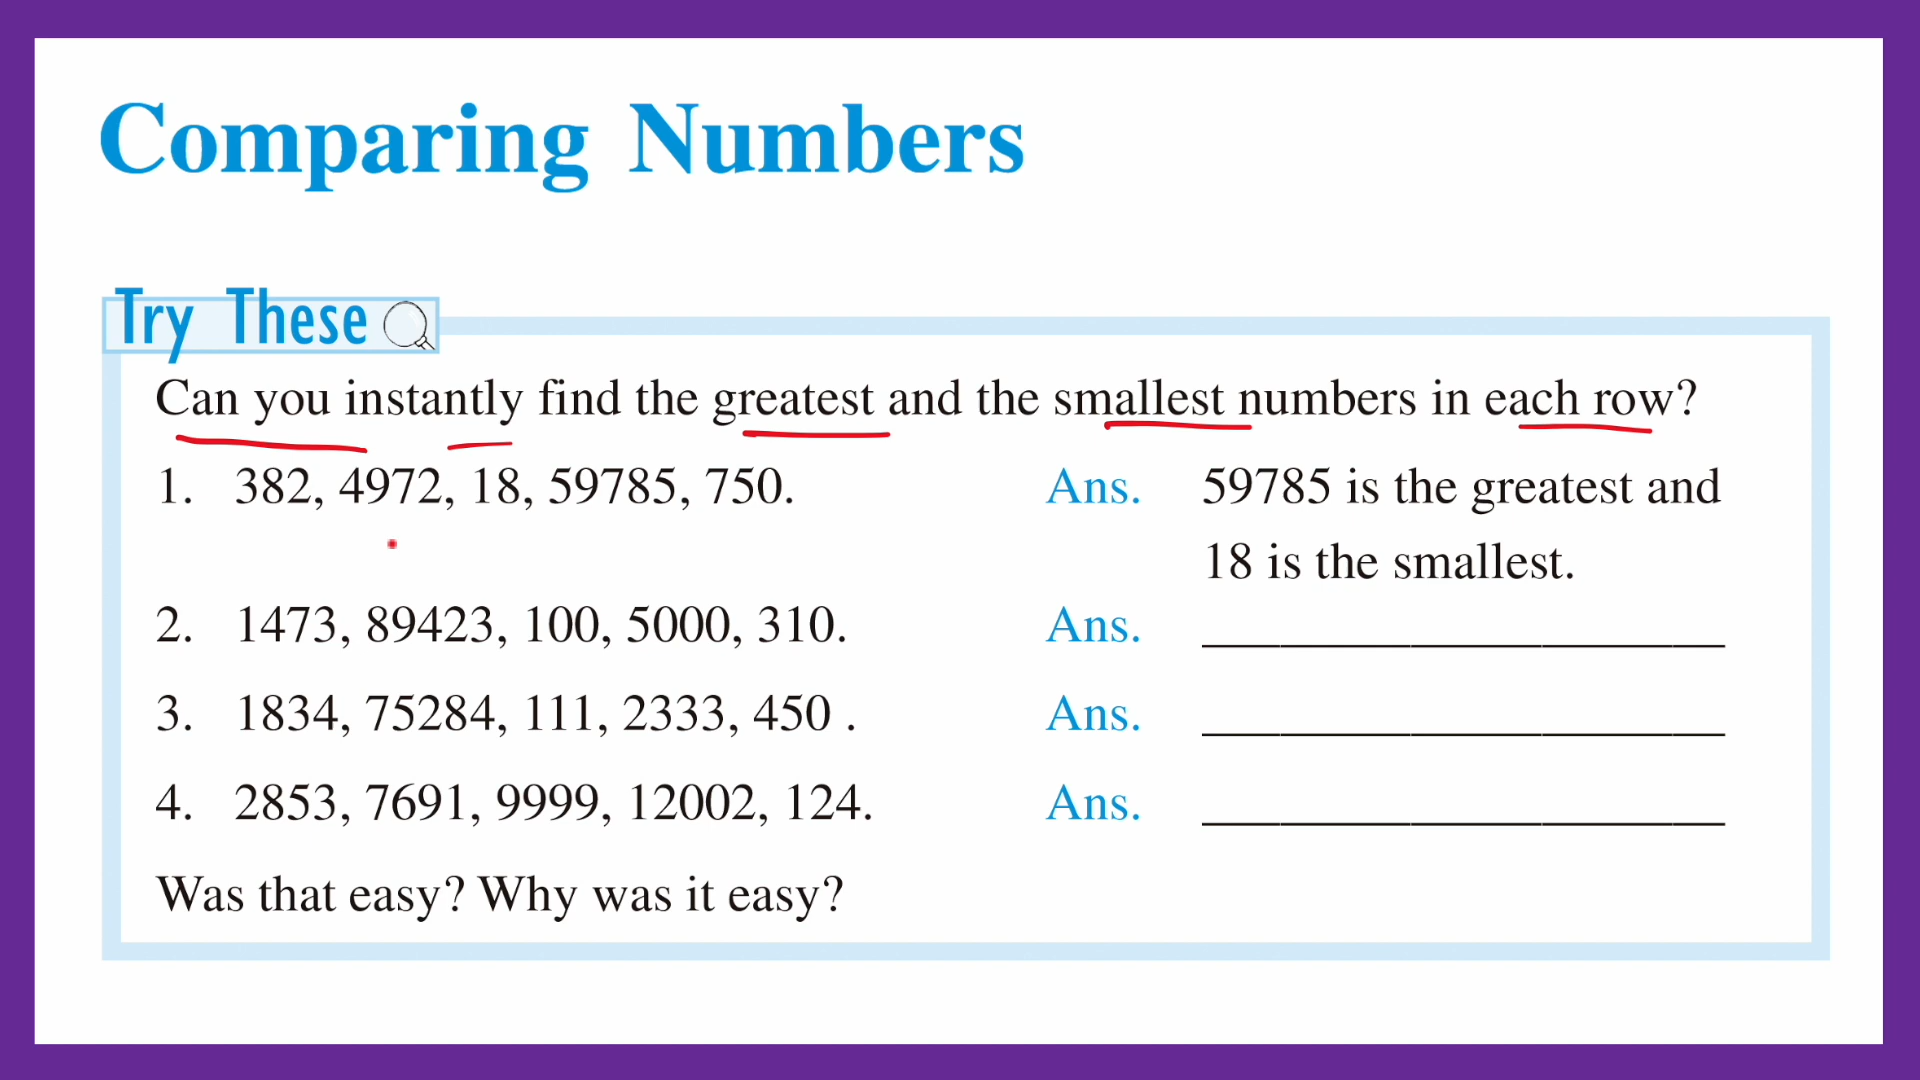 Comparing Numbers
Try These
Can you instantly find the greatest and the smallest numbers in each row?
1. 382, 4972, 18, 59785, 750. Ans. 59785 is the greatest and
18 is the smallest.
2. 1473, 89423, 100, 5000, 310. Ans. ____________________
3. 1834, 75284, 111, 2333, 450 . Ans. ____________________
4. 2853, 7691, 9999, 12002, 124. Ans. ____________________
Was that easy? Why was it easy?